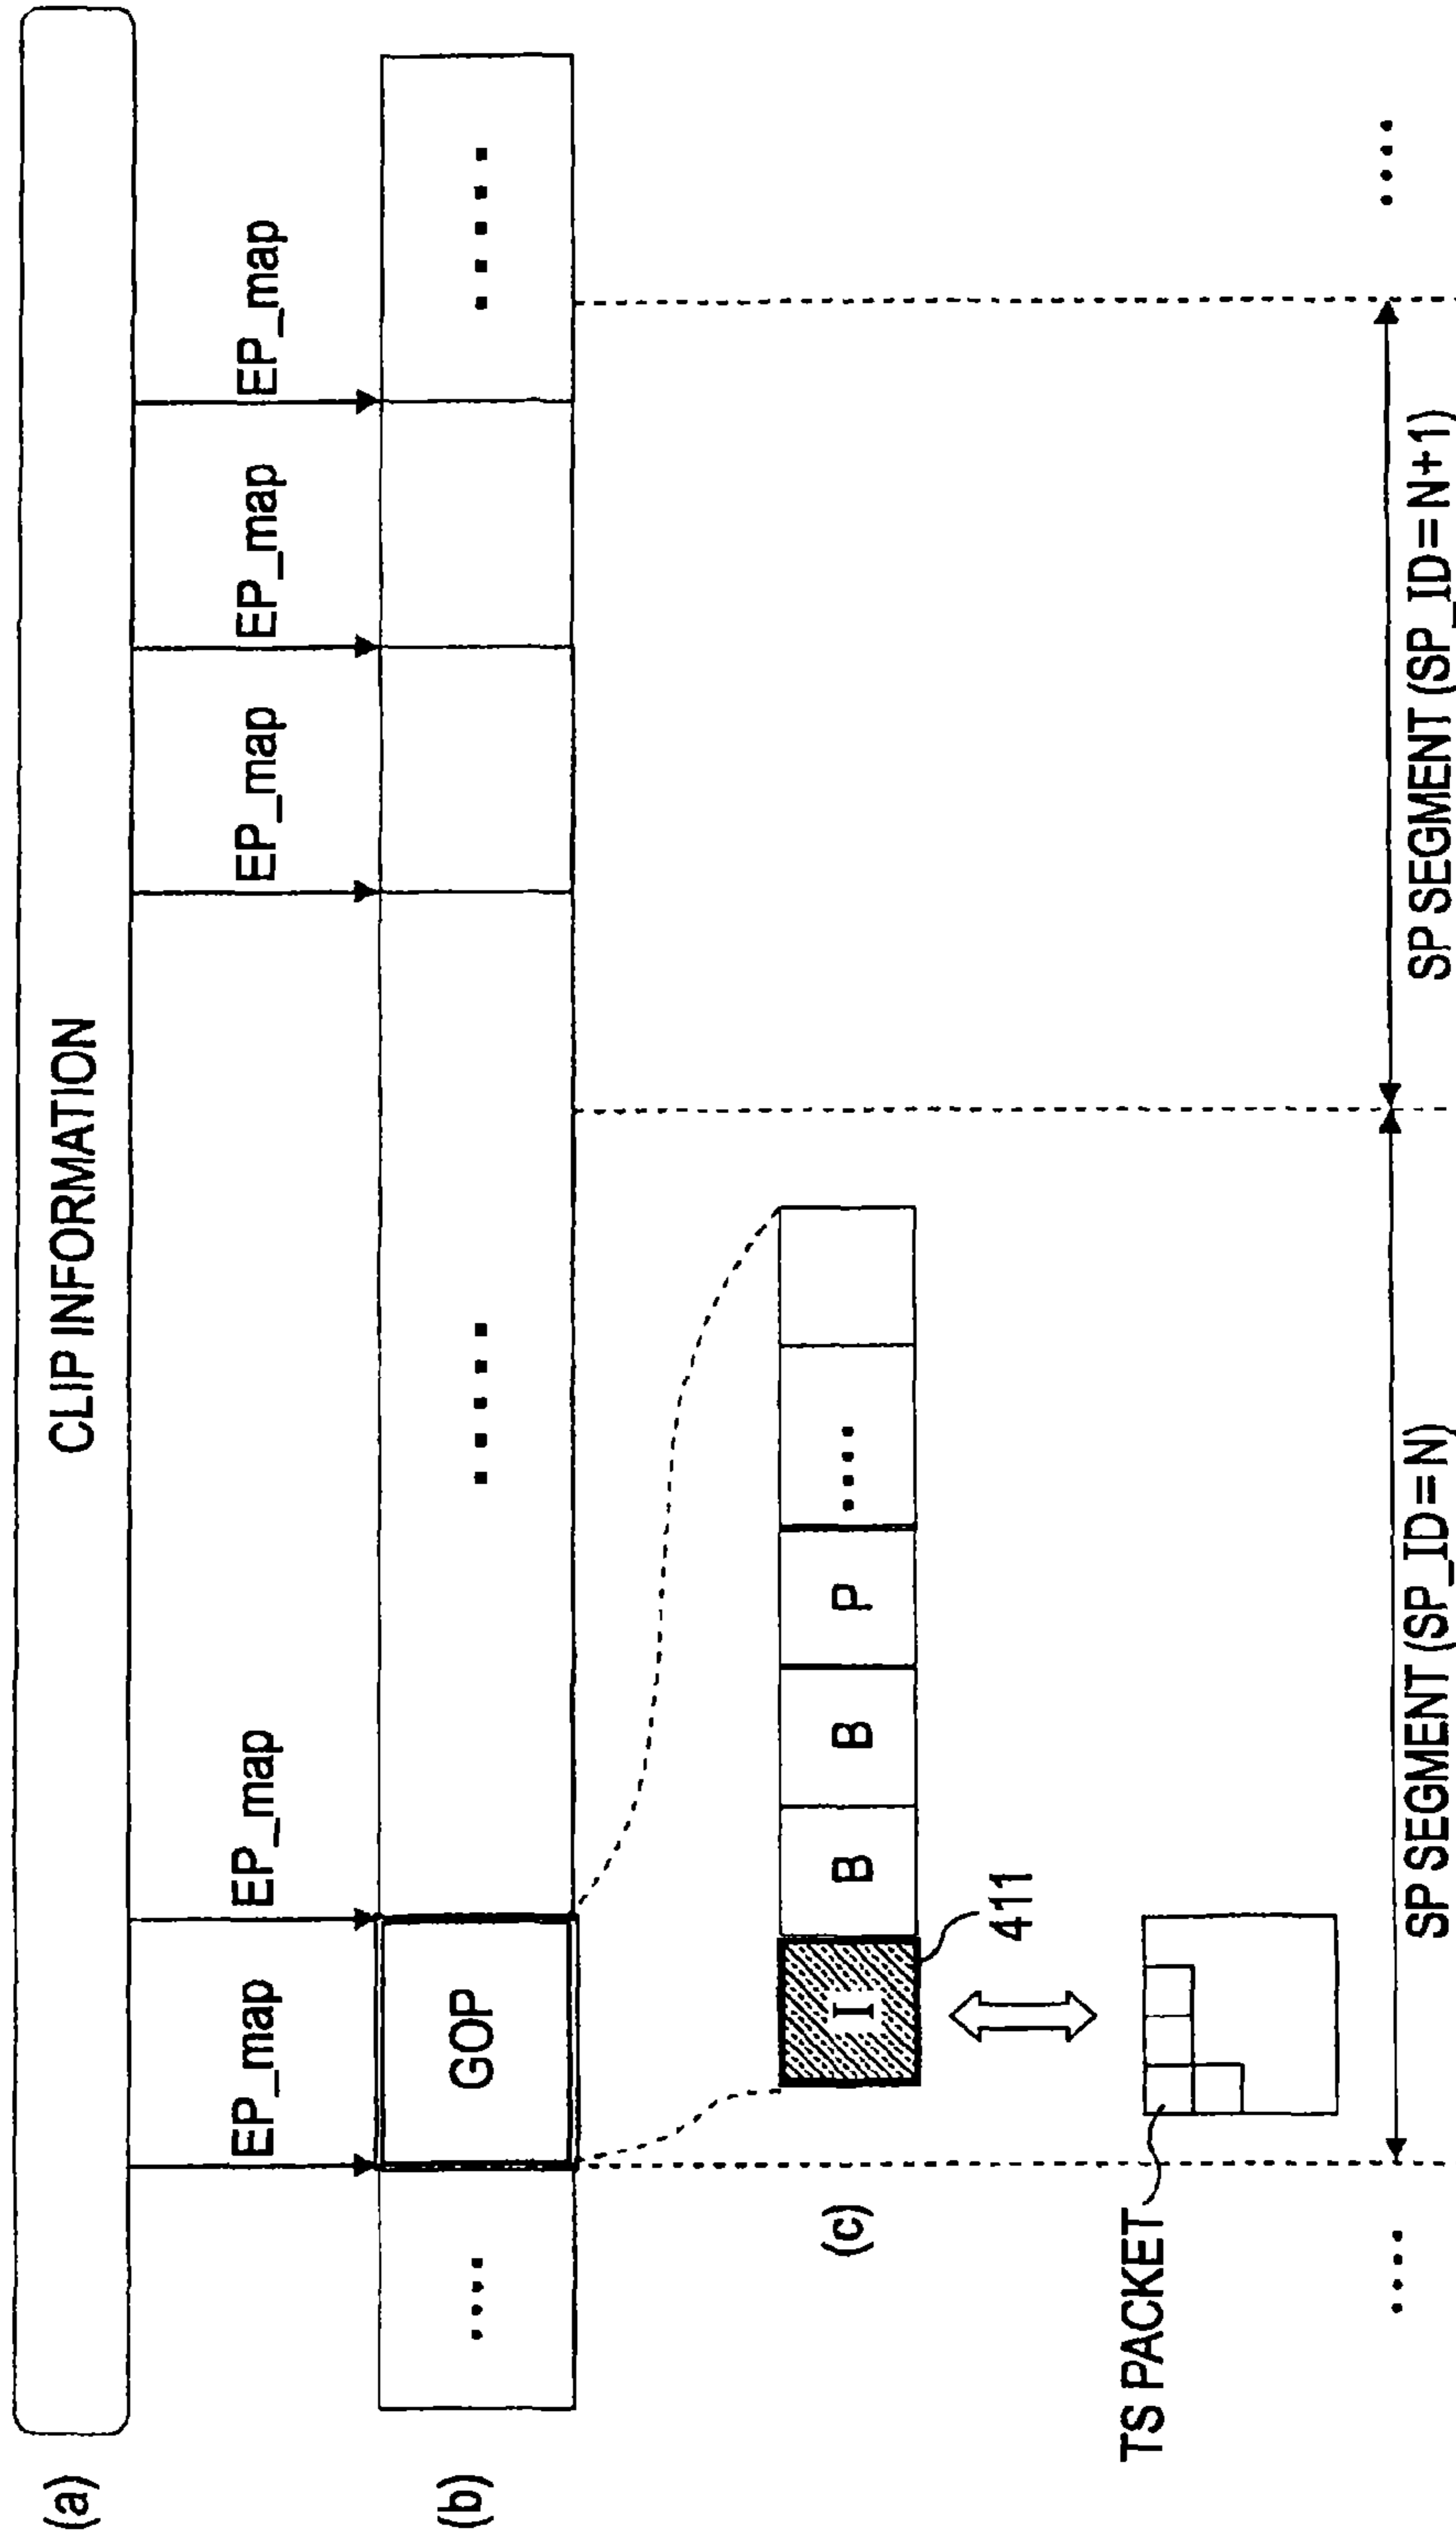 (a)
CLIP INFORMATION
EP_map
EP_map
EP_map
EP_map
EP_map
(b)
....
GOP
.....
.....
(c)
I
B
B
P
....
411
TS PACKET
....
SP SEGMENT (SP_ID=N)
SP SEGMENT (SP_ID=N+1)
....